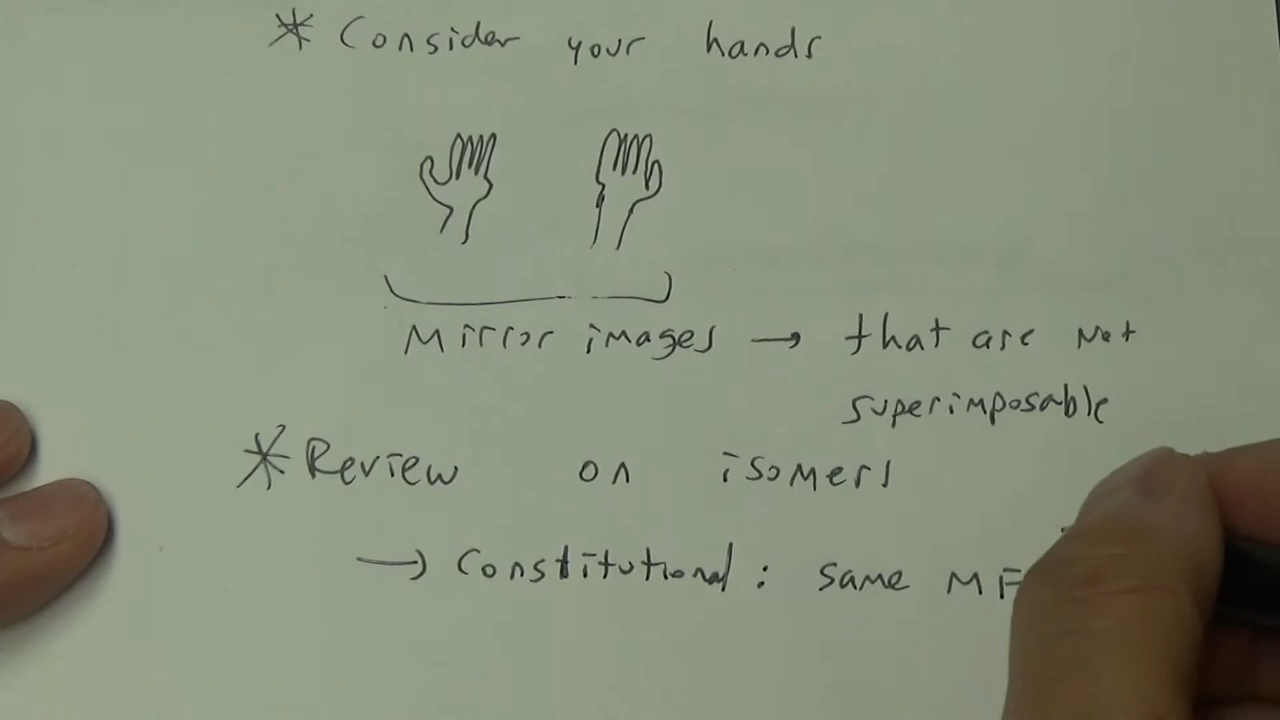 * Consider your hands
Mirror images → that are Not
superimposable
* Review on isomers
→ Constitutional: same MF